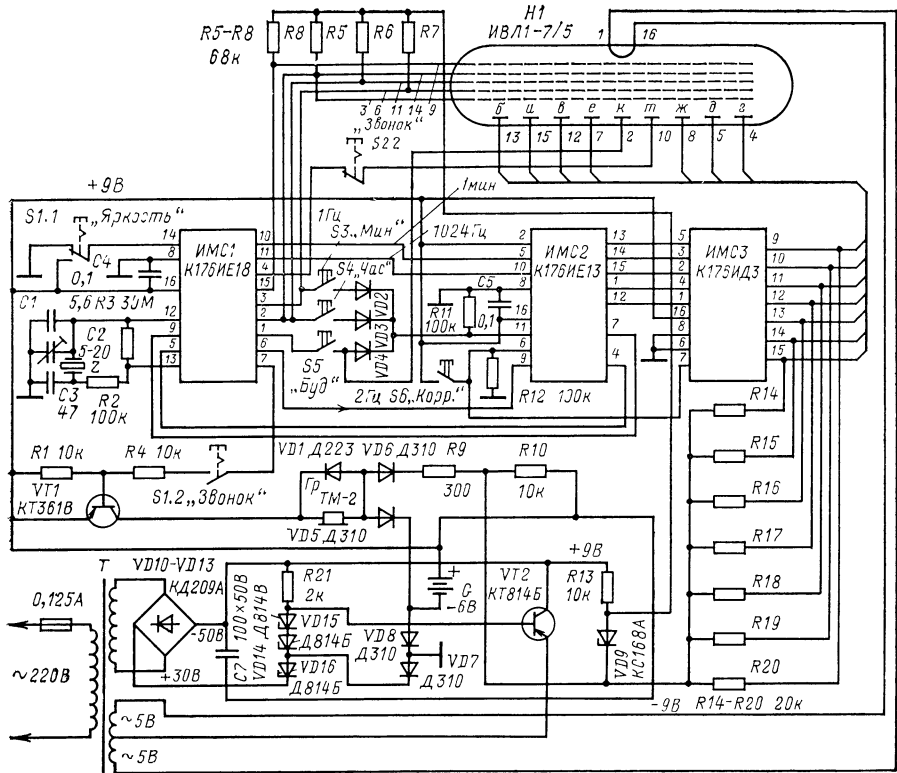 H1
ИВЛ1-7/5
1 16
R5-R8
68к
R8 R5 R6 R7
3 6 11 14 9
б и в е к т ж д г
13 15 12 7 2 10 8 5 4
„Звонок“
S22
+9В
1мин
S1.1 „Яркость“
1Гц
S3„Мин“
1024Гц
S4„Час“
14
8
16
12
9
5
13
ИМС1
К176ИЕ18
10
11
4
15
3
2
1
6
7
C4
0,1
C1
5,6
R3 33М
C2
5-20
Z
C3
47
R2
100к
VD2
VD3
VD4
S5
„Буд“
2Гц
S6„Корр.“
R11
100к
C5
0,1
R12 100к
2
5
10
8
16
11
6
9
ИМС2
К176ИЕ13
13
14
15
1
12
7
4
5
3
2
4
1
16
8
6
7
ИМС3
К176ИД3
9
10
11
12
13
14
15
R14
R15
R16
R17
R18
R19
R20
R14-R20 20к
R1 10к
R4 10к
VT1
КТ361В
S1.2„Звонок“
VD1 Д223
Гр
ТМ-2
VD5 Д310
VD6 Д310
R9
300
R10
10к
T
VD10-VD13
КД209А
0,125А
~220В
-50В
+30В
C7 100×50В
R21
2к
VD15
Д814Б
VD14 Д814В
VD16
Д814Б
G
-6В
VD8
Д310
VD7
Д310
VT2
КТ814Б
+9В
R13
10к
VD9
КС168А
-9В
~5В
~5В